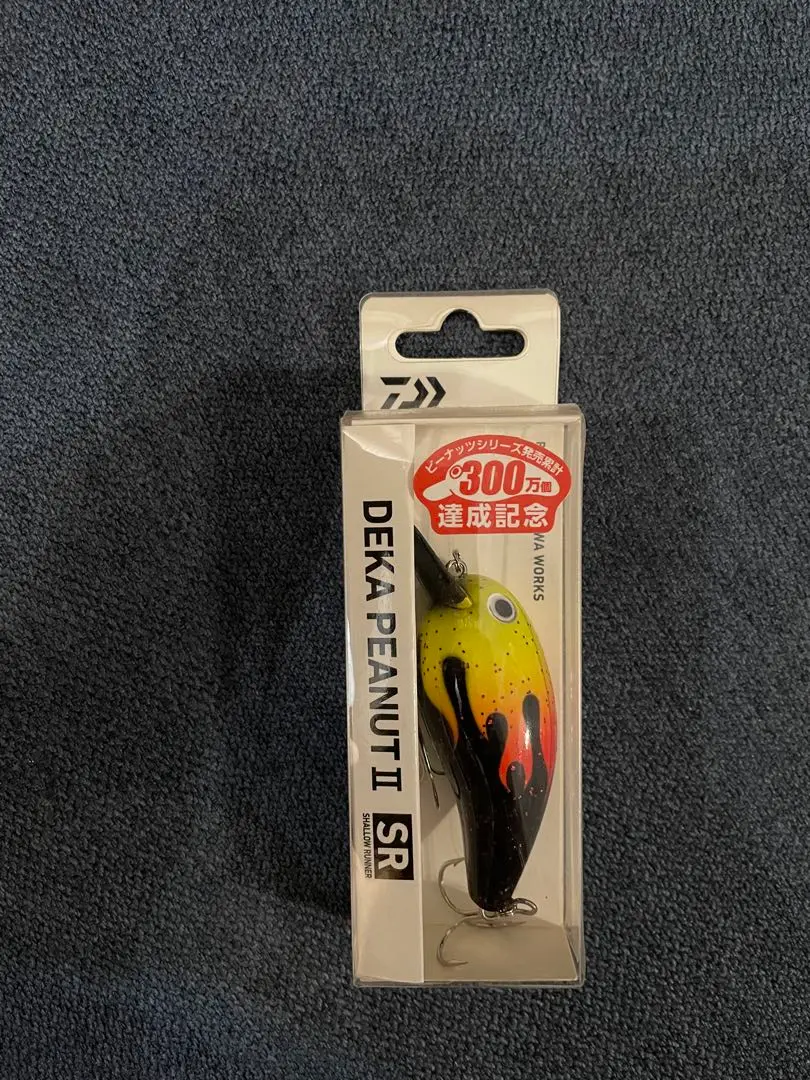 ピーナッツシリーズ発売累計
300万個
達成記念
DEKA PEANUT II
SR
SHALLOW RUNNER
WORKS